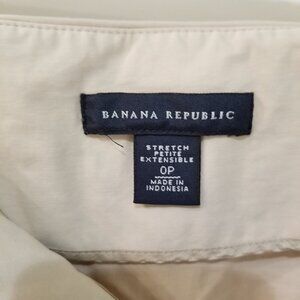 BANANA REPUBLIC
STRETCH
PETITE
EXTENSIBLE
0P
MADE IN
INDONESIA